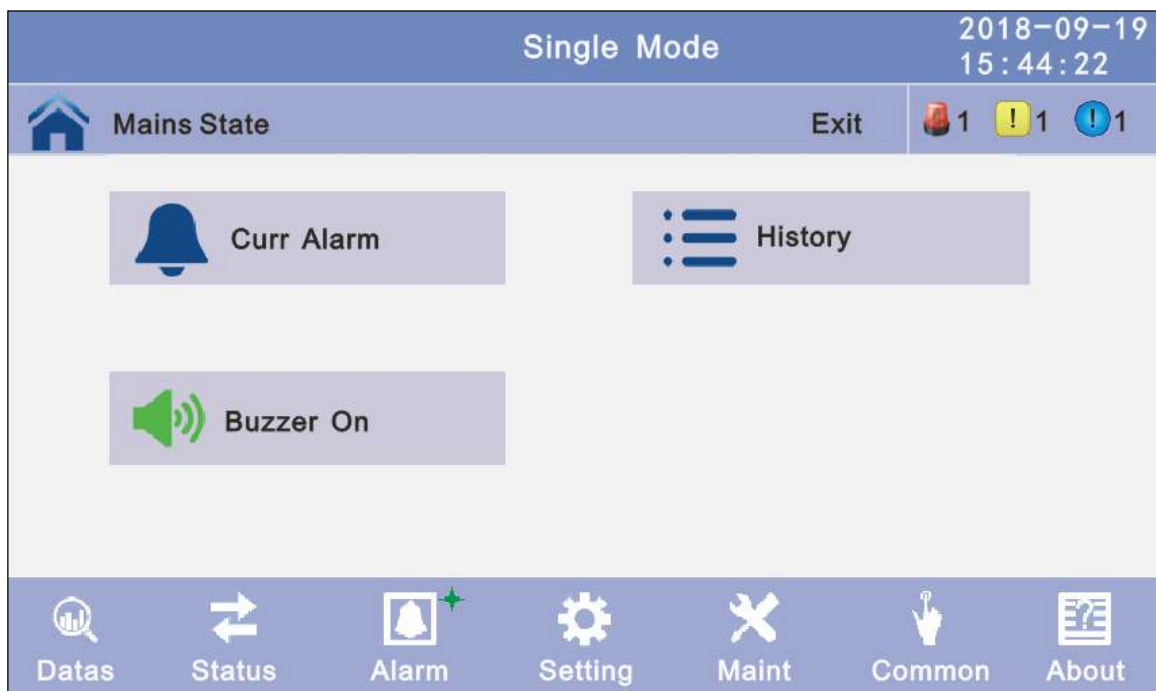 Single Mode
2018-09-19
15:44:22
Mains State
Exit
1
! 1
! 1
Curr Alarm
History
Buzzer On
Datas
Status
Alarm
Setting
Maint
Common
?
About